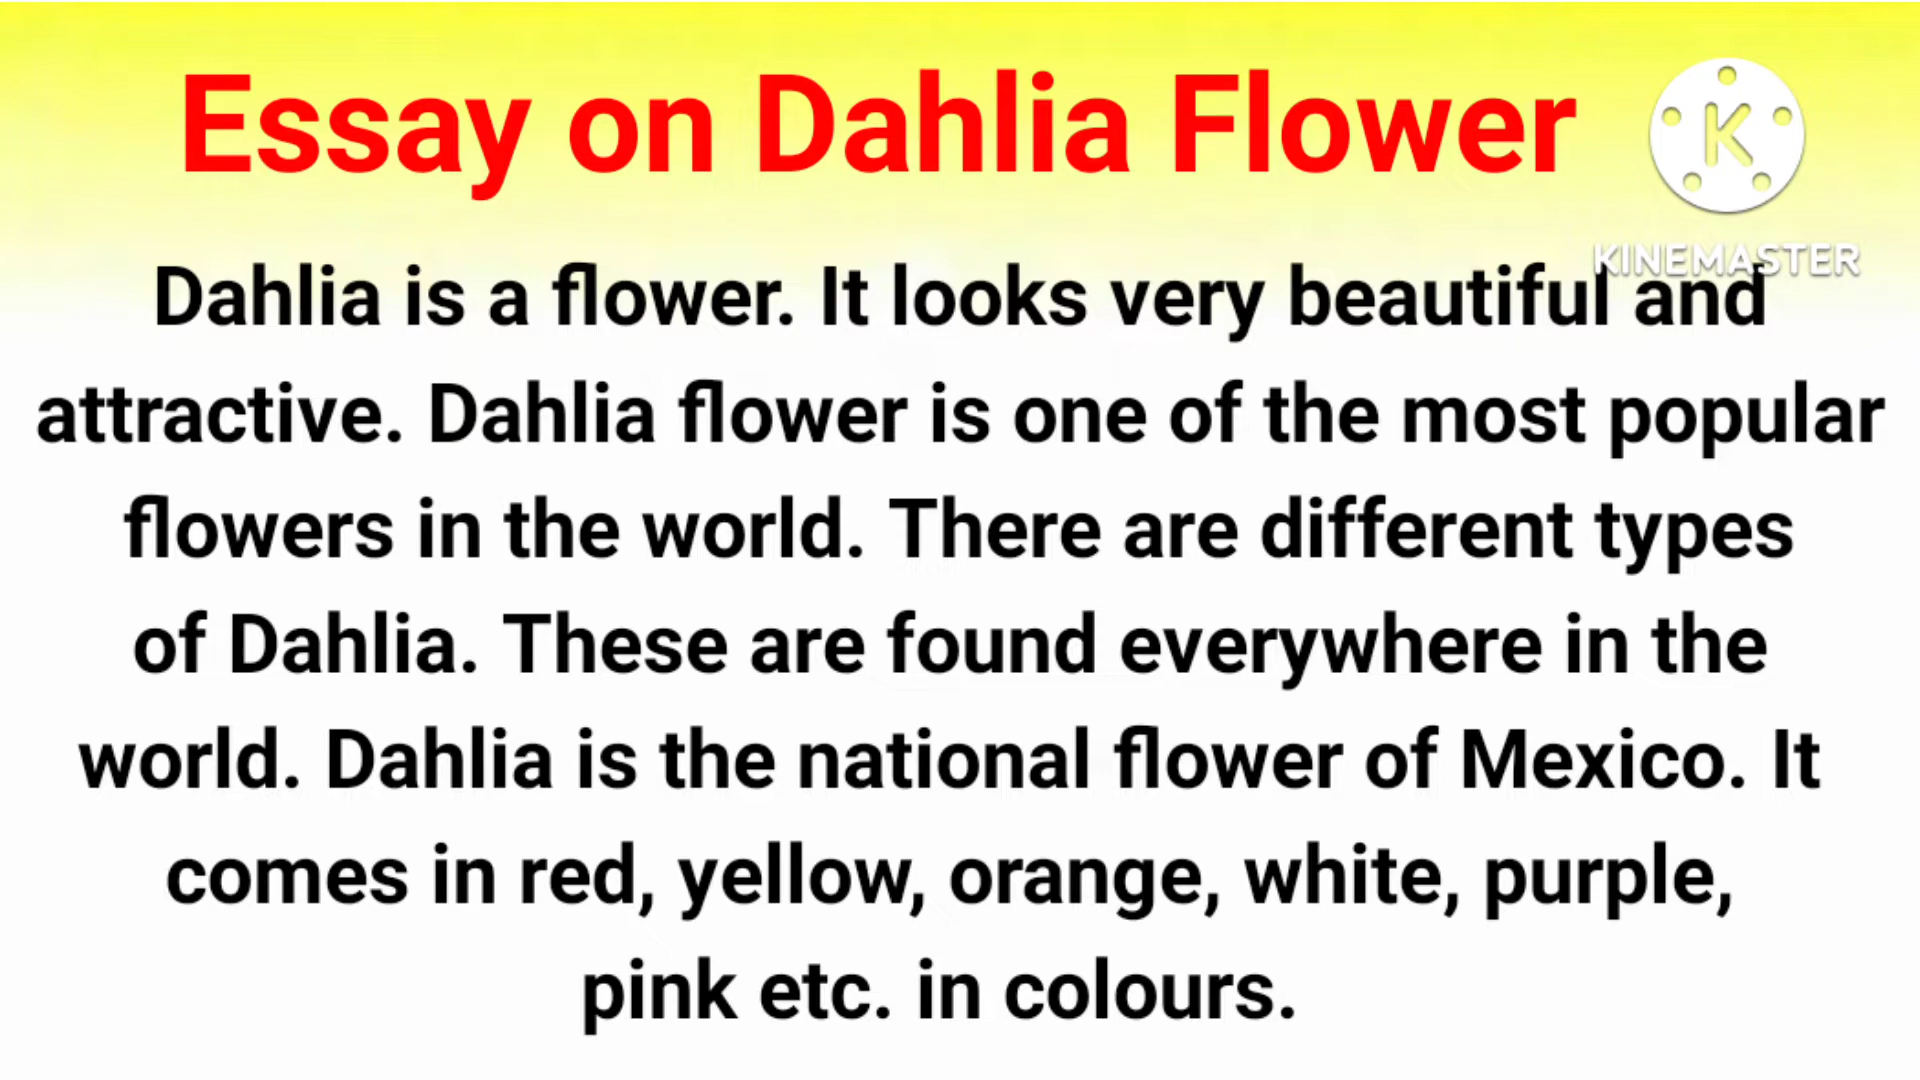 Essay on Dahlia Flower
K
KINEMASTER
Dahlia is a flower. It looks very beautiful and
attractive. Dahlia flower is one of the most popular
flowers in the world. There are different types
of Dahlia. These are found everywhere in the
world. Dahlia is the national flower of Mexico. It
comes in red, yellow, orange, white, purple,
pink etc. in colours.